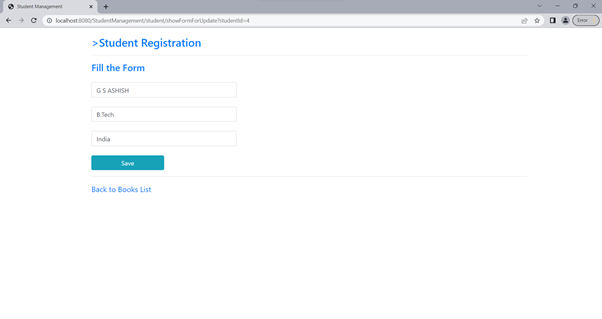 Student Management
localhost:8080/StudentManagement/student/showFormForUpdate?studentId=4
Error
>Student Registration
Fill the Form
G S ASHISH
B.Tech
India
Save
Back to Books List